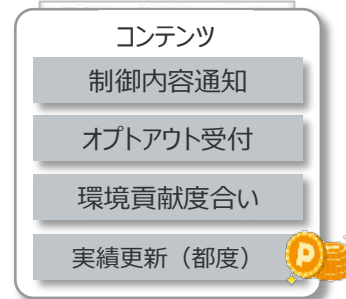 コンテンツ
制御内容通知
オプトアウト受付
環境貢献度合い
実績更新（都度）
P